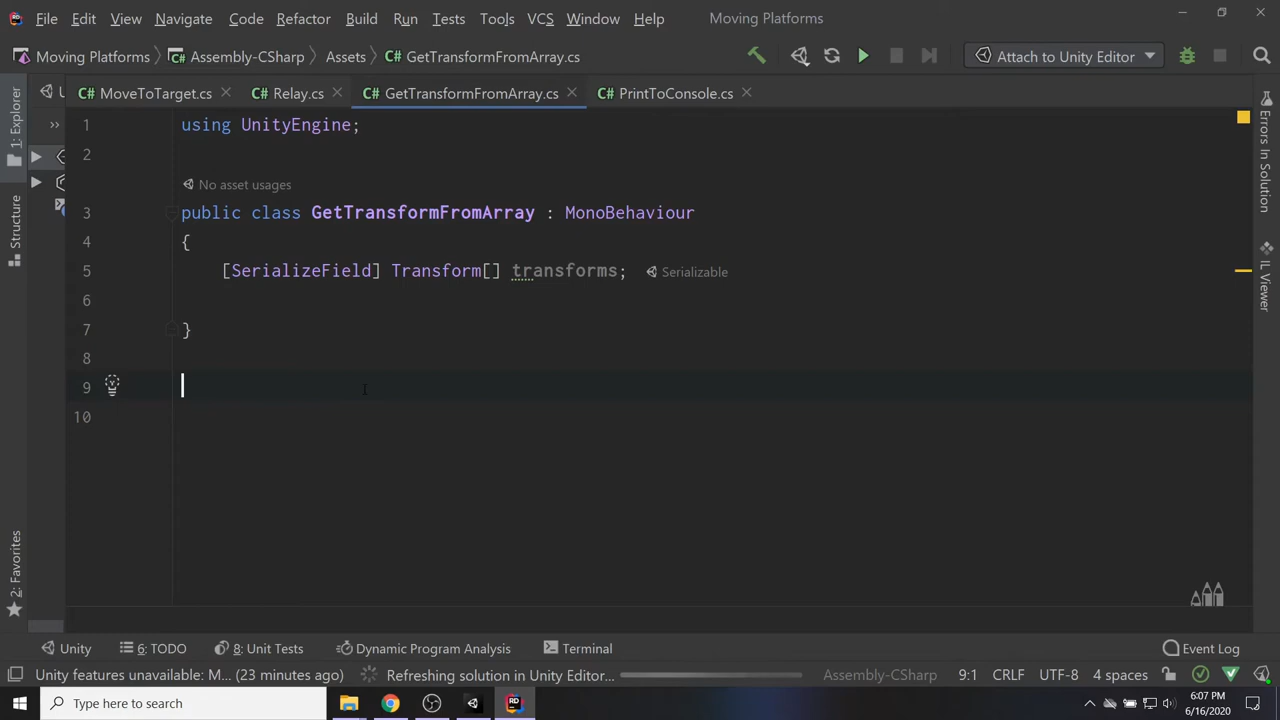 File Edit View Navigate Code Refactor Build Run Tests Tools VCS Window Help Moving Platforms
Moving Platforms Assembly-CSharp Assets C# GetTransformFromArray.cs Attach to Unity Editor
C# MoveToTarget.cs C# Relay.cs C# GetTransformFromArray.cs C# PrintToConsole.cs
1 using UnityEngine;
2
No asset usages
3 public class GetTransformFromArray : MonoBehaviour
4 {
5 [SerializeField] Transform[] transforms; Serializable
6
7 }
8
9
10
1: Explorer
Structure
2: Favorites
Errors In Solution
IL Viewer
Unity 6: TODO 8: Unit Tests Dynamic Program Analysis Terminal Event Log
Unity features unavailable: M... (23 minutes ago) Refreshing solution in Unity Editor... Assembly-CSharp 9:1 CRLF UTF-8 4 spaces
Type here to search
6:07 PM
6/16/2020